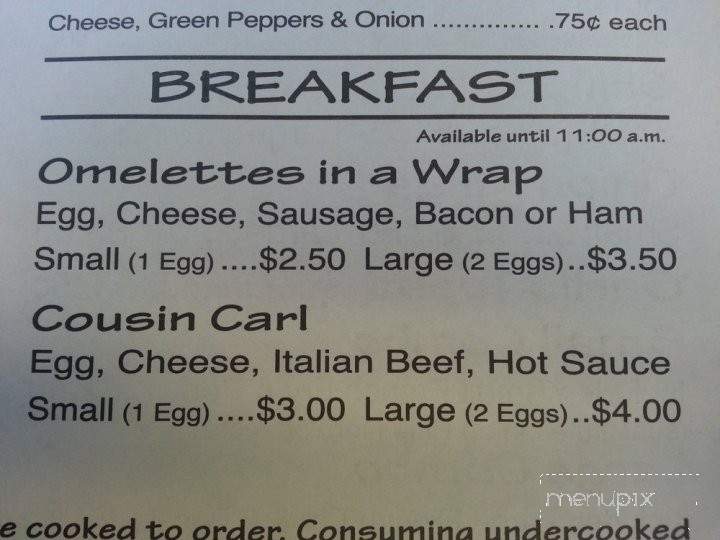 Cheese, Green Peppers & Onion .............. .75¢ each
BREAKFAST
Available until 11:00 a.m.
Omelettes in a Wrap
Egg, Cheese, Sausage, Bacon or Ham
Small (1 Egg) ....$2.50 Large (2 Eggs)..$3.50
Cousin Carl
Egg, Cheese, Italian Beef, Hot Sauce
Small (1 Egg) ....$3.00 Large (2 Eggs)..$4.00
menupix
e cooked to order. Consuming undercooked